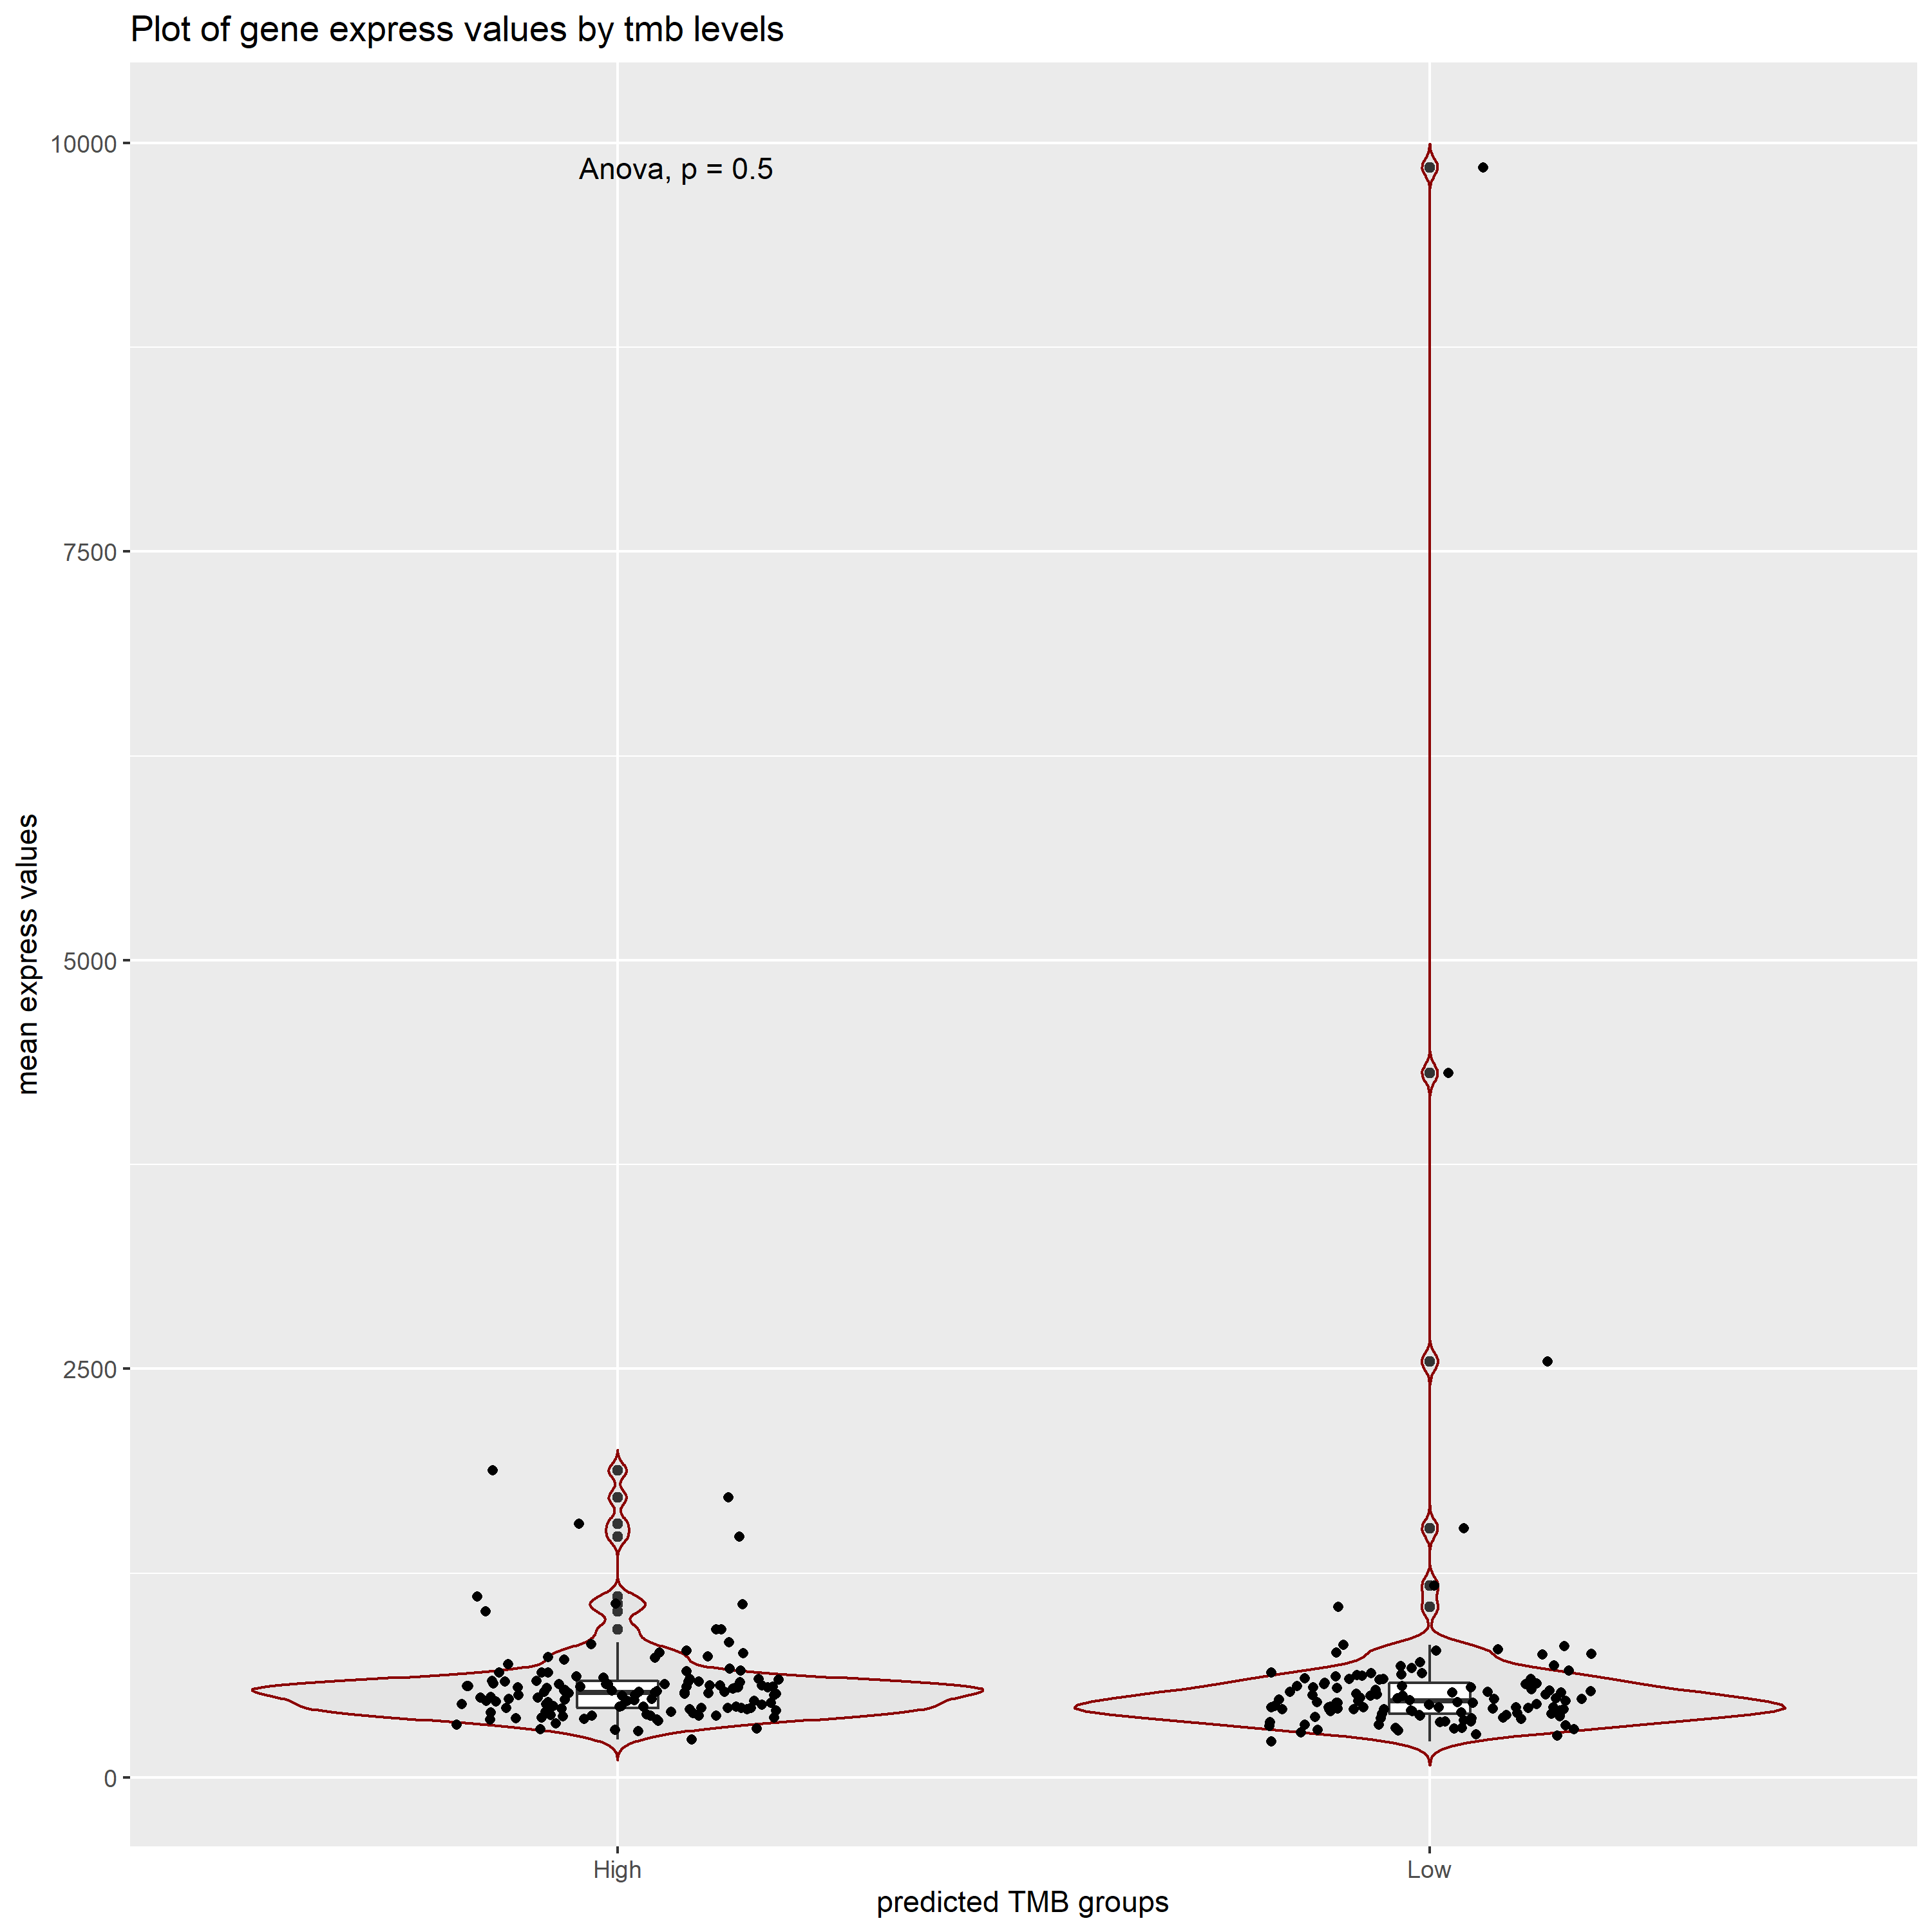 Plot of gene express values by tmb levels
10000
Anova, p = 0.5
7500
5000
2500
0
mean express values
High
Low
predicted TMB groups